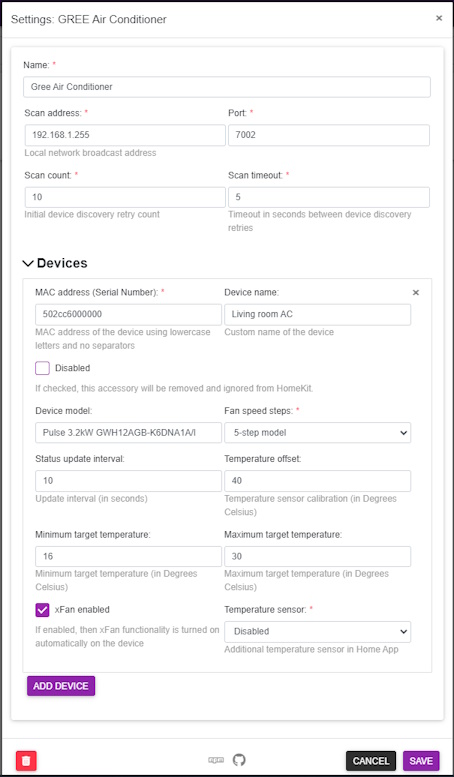 Settings: GREE Air Conditioner ×
Name: *
Gree Air Conditioner
Scan address: * Port: *
192.168.1.255 7002
Local network broadcast address
Scan count: * Scan timeout: *
10 5
Initial device discovery retry count Timeout in seconds between device discovery
retries
Devices
MAC address (Serial Number): * Device name: ×
502cc6000000 Living room AC
MAC address of the device using lowercase Custom name of the device
letters and no separators
Disabled
If checked, this accessory will be removed and ignored from HomeKit.
Device model: Fan speed steps: *
Pulse 3.2kW GWH12AGB-K6DNA1A/I 5-step model
Status update interval: Temperature offset:
10 40
Update interval (in seconds) Temperature sensor calibration (in Degrees
Celsius)
Minimum target temperature: Maximum target temperature:
16 30
Minimum target temperature (in Degrees Maximum target temperature (in Degrees
Celsius) Celsius)
xFan enabled Temperature sensor: *
If enabled, then xFan functionality is turned on Disabled
automatically on the device Additional temperature sensor in Home App
ADD DEVICE
npm CANCEL SAVE